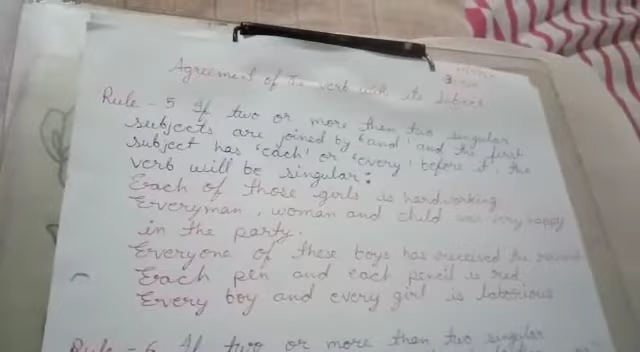 Agreement of the verb with its Subject
Rule - 5 If two or more then two singular
subjects are joined by 'and' and the first
subject has 'each' or 'every' before it, the
verb will be singular:
Each of those girls is hardworking
Everyman, woman and child was very happy
in the party.
Everyone of these boys has received the
Each pen and each pencil is red
Every boy and every girl is laborious
Rule - 6 If two or more then two singular